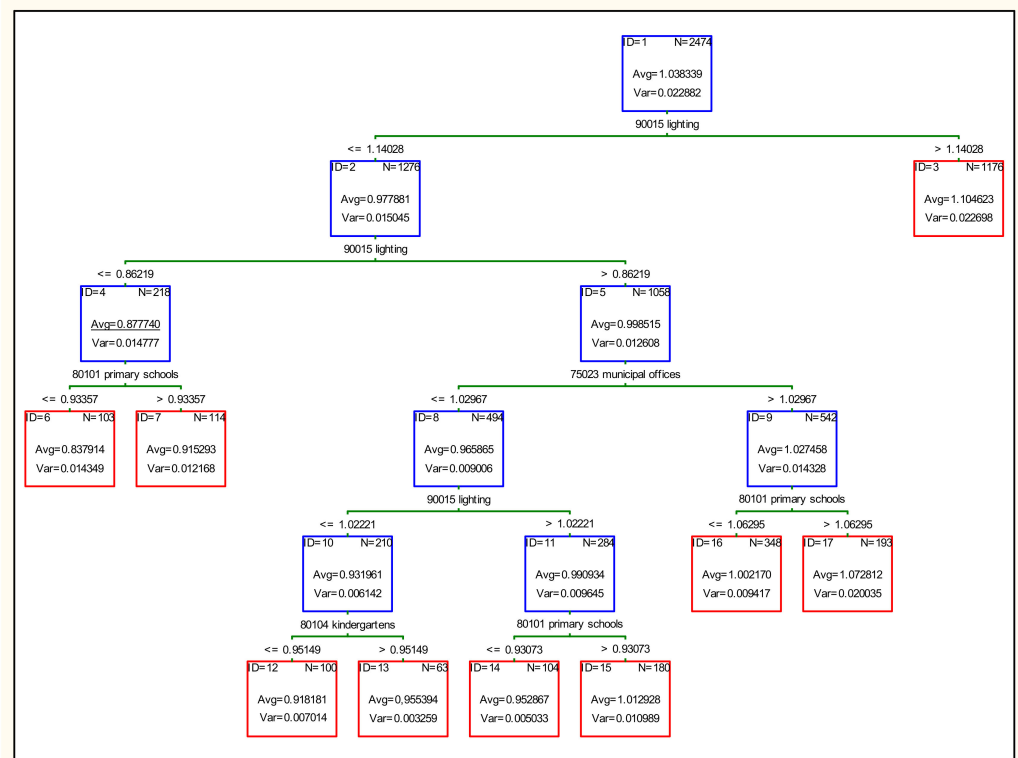 ID=1 N=2474
Avg=1.038339
Var=0.022882
90015 lighting
<= 1.14028 > 1.14028
ID=2 N=1276
Avg=0.977881
Var=0.015045
ID=3 N=1176
Avg=1.104623
Var=0.022698
90015 lighting
<= 0.86219 > 0.86219
ID=4 N=218
Avg=0.877740
Var=0.014777
ID=5 N=1058
Avg=0.998515
Var=0.012608
80101 primary schools
75023 municipal offices
<= 0.93357 > 0.93357
<= 1.02967 > 1.02967
ID=6 N=103
Avg=0.837914
Var=0.014349
ID=7 N=114
Avg=0.915293
Var=0.012168
ID=8 N=494
Avg=0.965865
Var=0.009006
ID=9 N=542
Avg=1.027458
Var=0.014328
90015 lighting
80101 primary schools
<= 1.02221 > 1.02221
<= 1.06295 > 1.06295
ID=10 N=210
Avg=0.931961
Var=0.006142
ID=11 N=284
Avg=0.990934
Var=0.009645
ID=16 N=348
Avg=1.002170
Var=0.009417
ID=17 N=193
Avg=1.072812
Var=0.020035
80104 kindergartens
80101 primary schools
<= 0.95149 > 0.95149
<= 0.93073 > 0.93073
ID=12 N=100
Avg=0.918181
Var=0.007014
ID=13 N=63
Avg=0,955394
Var=0.003259
ID=14 N=104
Avg=0.952867
Var=0.005033
ID=15 N=180
Avg=1.012928
Var=0.010989